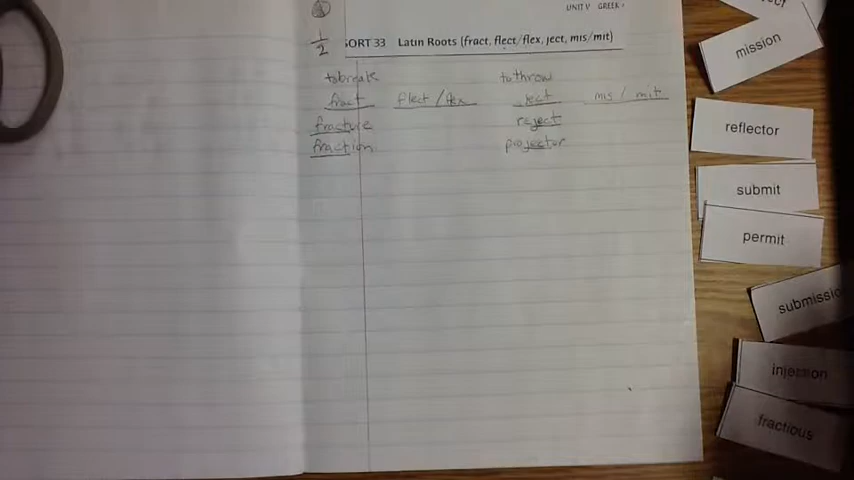 UNIT V GREEK
1/2
SORT 33 Latin Roots (fract, flect/flex, ject, mis/mit)
to break to throw
fract flect/flex ject mis/mit
fracture reject
fraction projector
mission
reflector
submit
permit
submissio
injection
fractious